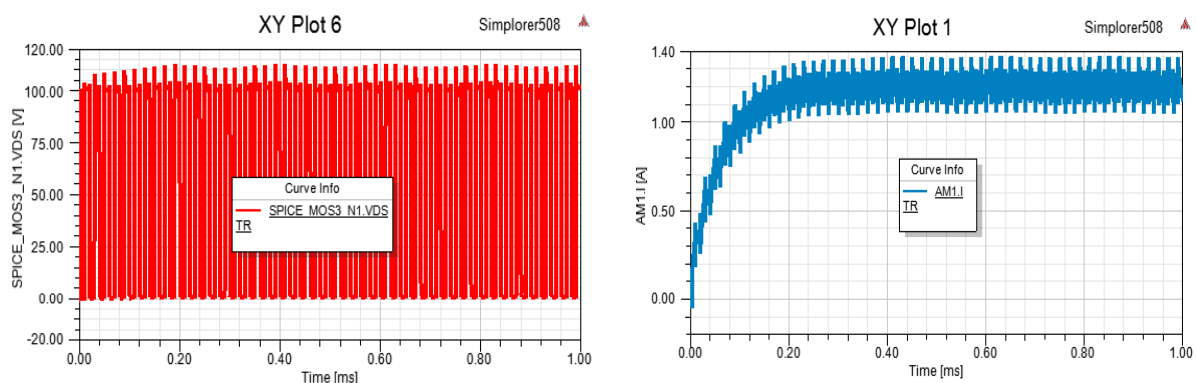 XY Plot 6
Simplorer508
120.00
100.00
75.00
50.00
25.00
0.00
-20.00
SPICE_MOS3_N1.VDS [V]
Curve Info
SPICE_MOS3_N1.VDS
TR
0.00 0.20 0.40 0.60 0.80 1.00
Time [ms]
XY Plot 1
Simplorer508
1.40
1.00
0.50
0.00
-0.20
AM1.I [A]
Curve Info
AM1.I
TR
0.00 0.20 0.40 0.60 0.80 1.00
Time [ms]